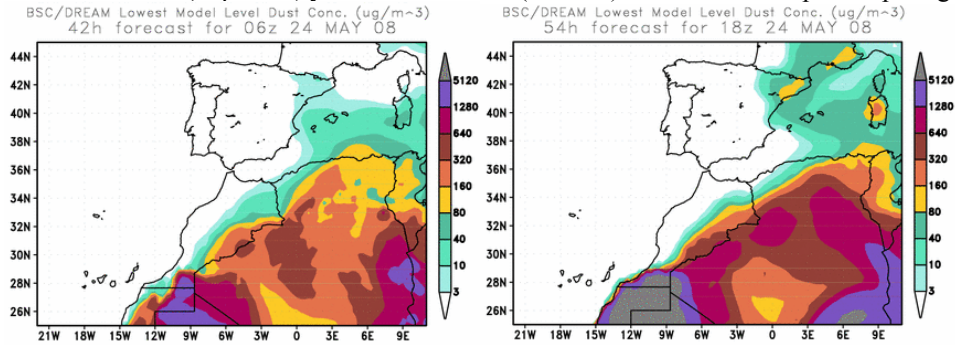 BSC/DREAM Lowest Model Level Dust Conc. (ug/m^3)
42h forecast for 06z 24 MAY 08
44N
42N
40N
38N
36N
34N
32N
30N
28N
26N
21W 18W 15W 12W 9W 6W 3W 0 3E 6E 9E
5120
1280
640
320
160
80
40
10
3
BSC/DREAM Lowest Model Level Dust Conc. (ug/m^3)
54h forecast for 18z 24 MAY 08
44N
42N
40N
38N
36N
34N
32N
30N
28N
26N
21W 18W 15W 12W 9W 6W 3W 0 3E 6E 9E
5120
1280
640
320
160
80
40
10
3